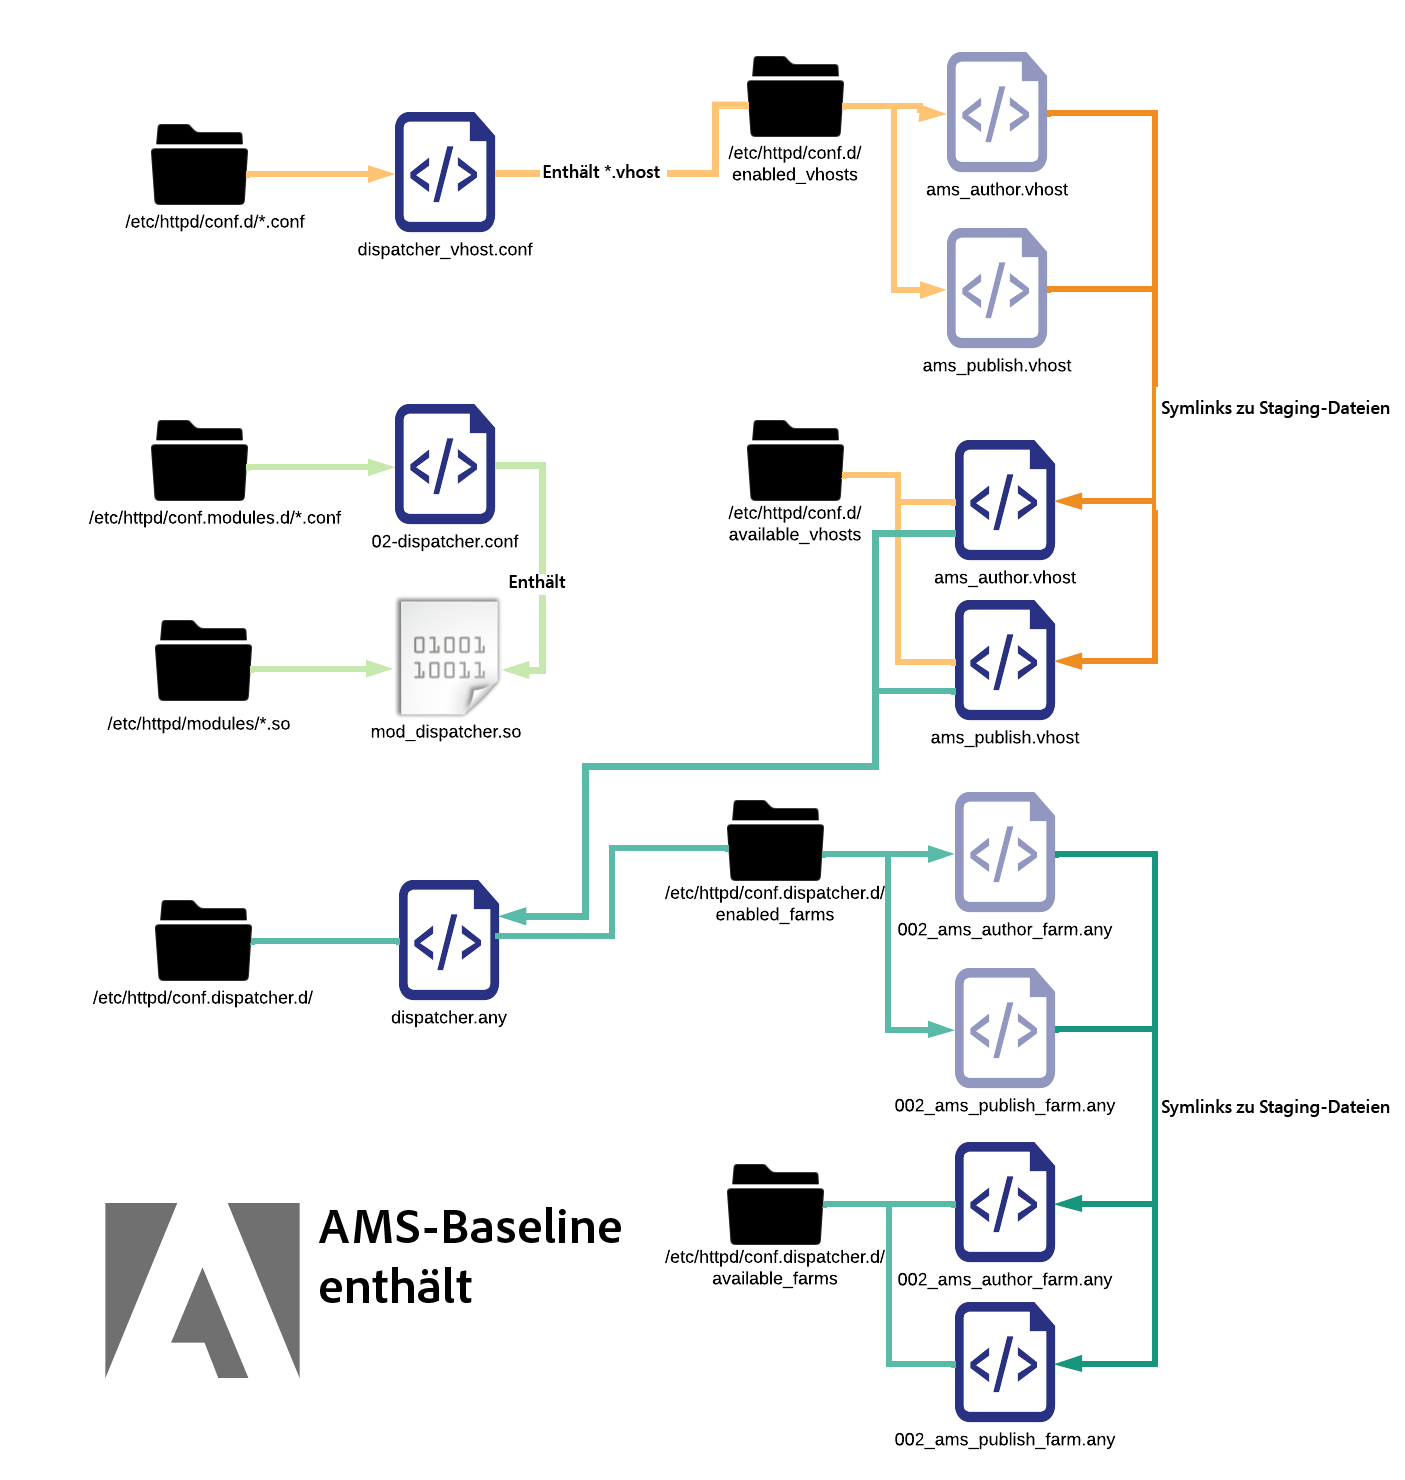 /etc/httpd/conf.d/*.conf
dispatcher_vhost.conf
Enthält *.vhost
/etc/httpd/conf.d/
enabled_vhosts
ams_author.vhost
ams_publish.vhost
Symlinks zu Staging-Dateien
/etc/httpd/conf.modules.d/*.conf
02-dispatcher.conf
Enthält
/etc/httpd/conf.d/
available_vhosts
ams_author.vhost
/etc/httpd/modules/*.so
01001
10011
mod_dispatcher.so
ams_publish.vhost
/etc/httpd/conf.dispatcher.d/
enabled_farms
002_ams_author_farm.any
/etc/httpd/conf.dispatcher.d/
dispatcher.any
002_ams_publish_farm.any
Symlinks zu Staging-Dateien
/etc/httpd/conf.dispatcher.d/
available_farms
002_ams_author_farm.any
002_ams_publish_farm.any
AMS-Baseline
enthält